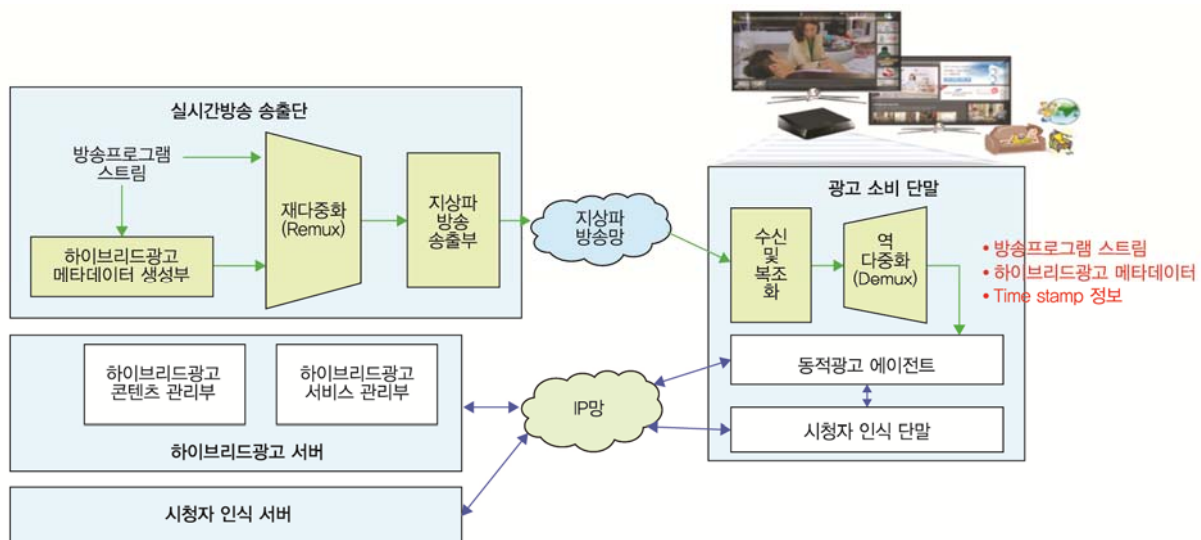 실시간방송 송출단
방송프로그램
스트림
하이브리드광고
메타데이터 생성부
재다중화
(Remux)
지상파
방송
송출부
지상파
방송망
광고 소비 단말
수신
및
복조
화
역
다중화
(Demux)
• 방송프로그램 스트림
• 하이브리드광고 메타데이터
• Time stamp 정보
동적광고 에이전트
시청자 인식 단말
하이브리드광고
콘텐츠 관리부
하이브리드광고
서비스 관리부
하이브리드광고 서버
IP망
시청자 인식 서버